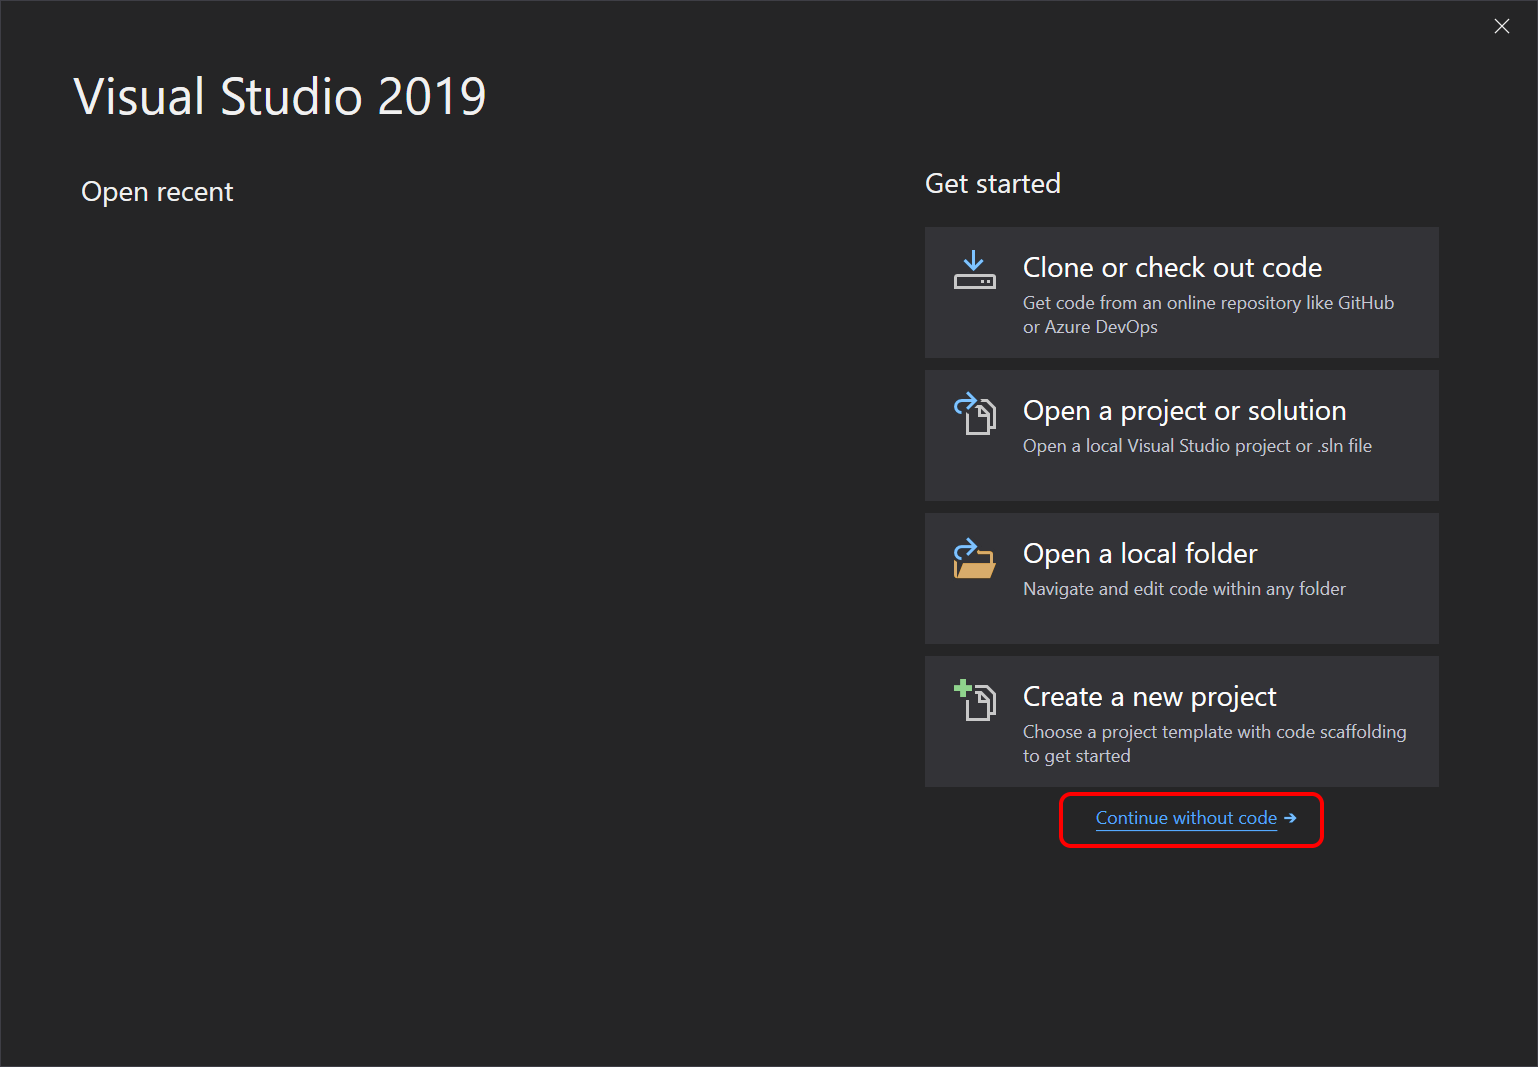 Visual Studio 2019
Open recent
Get started
Clone or check out code
Get code from an online repository like GitHub
or Azure DevOps
Open a project or solution
Open a local Visual Studio project or .sln file
Open a local folder
Navigate and edit code within any folder
Create a new project
Choose a project template with code scaffolding
to get started
Continue without code